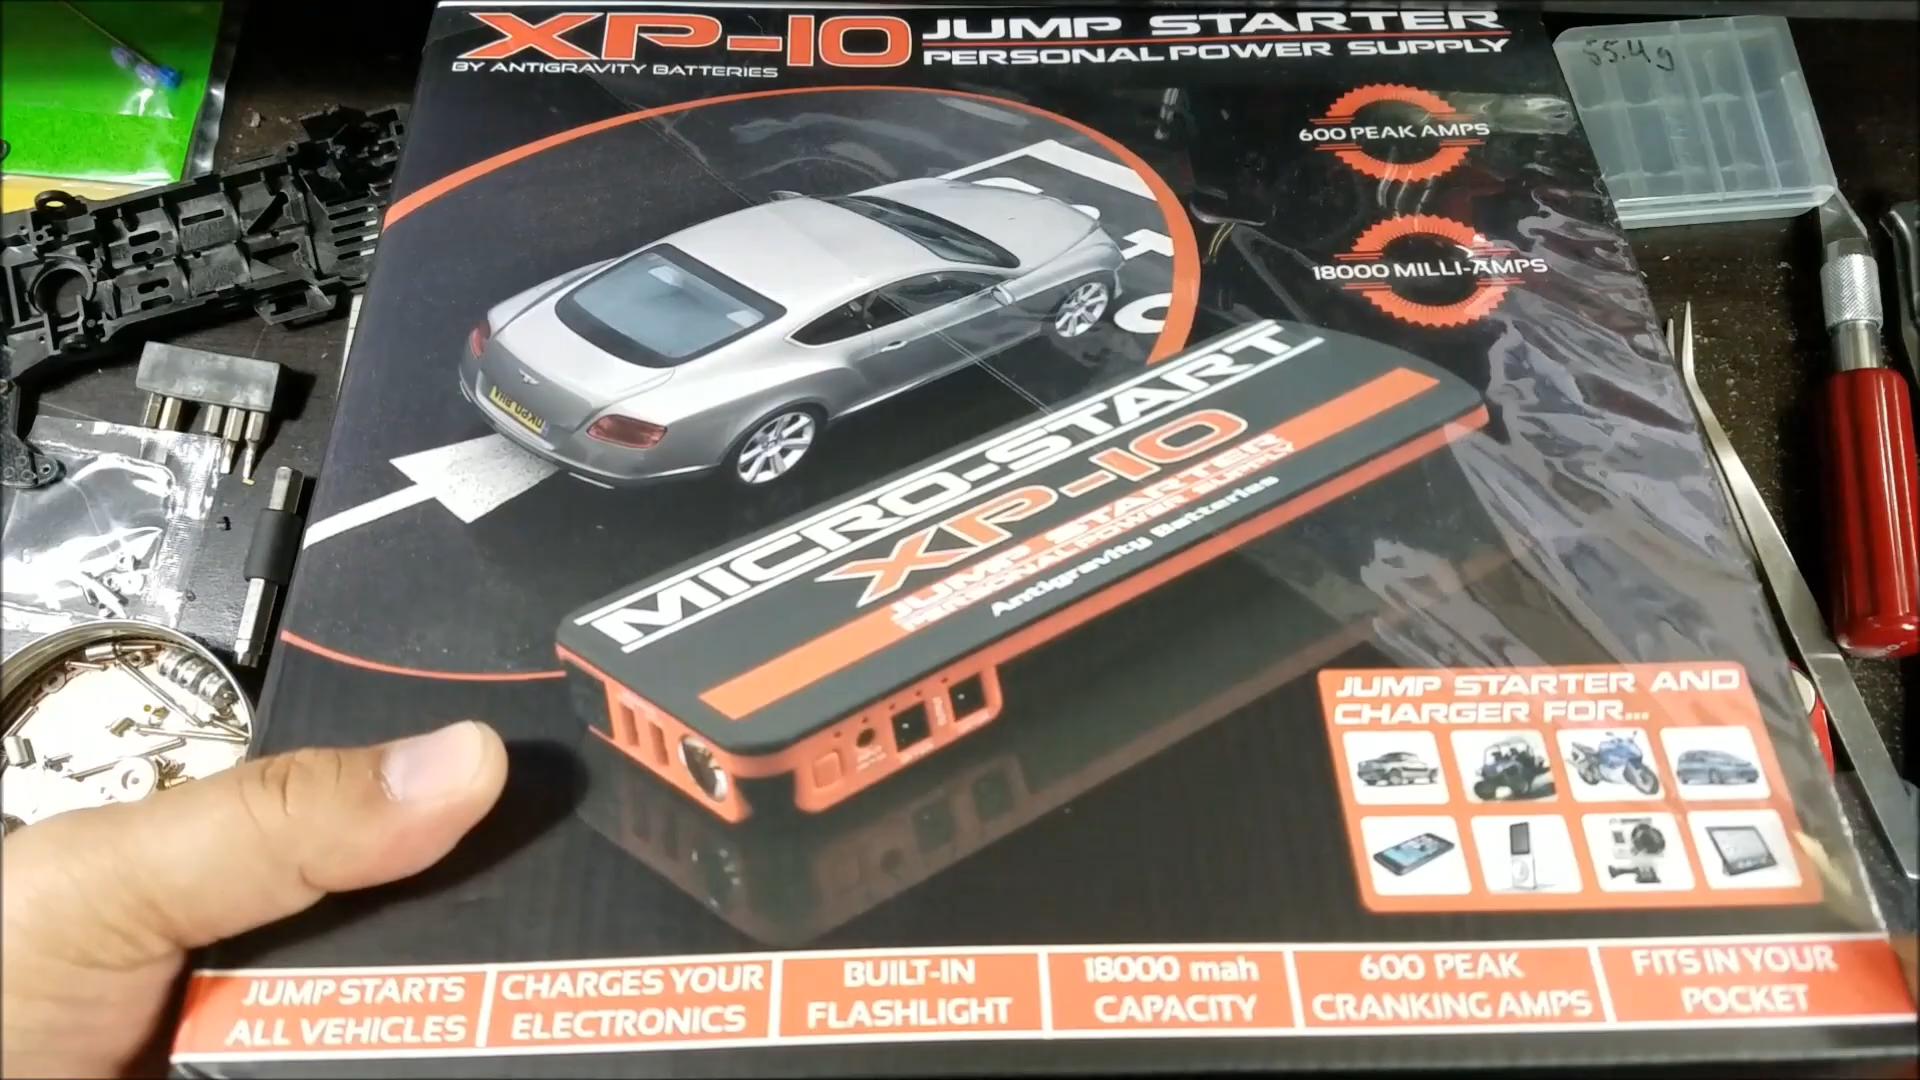 XP-10
JUMP STARTER
PERSONAL POWER SUPPLY
BY ANTIGRAVITY BATTERIES
55.4g
600 PEAK AMPS
18000 MILLI-AMPS
MICRO-START
XP-10
JUMP STARTER
PERSONAL POWER SUPPLY
Antigravity Batteries
JUMP STARTER AND
CHARGER FOR...
JUMP STARTS
ALL VEHICLES
CHARGES YOUR
ELECTRONICS
BUILT-IN
FLASHLIGHT
18000 mah
CAPACITY
600 PEAK
CRANKING AMPS
FITS IN YOUR
POCKET